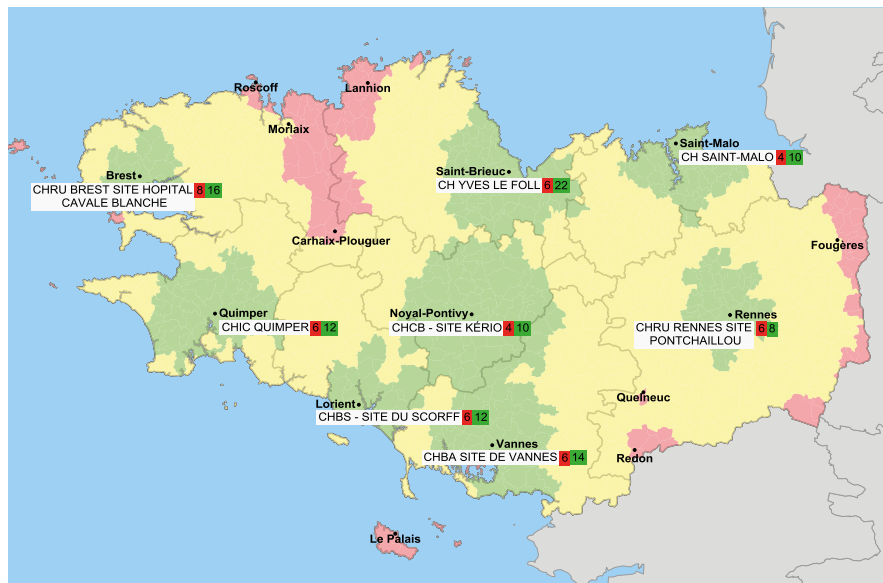 Roscoff
Lannion
Morlaix
Saint-Malo
CH SAINT-MALO 4 10
Brest
CHRU BREST SITE HOPITAL 8 16
CAVALE BLANCHE
Saint-Brieuc
CH YVES LE FOLL 6 22
Carhaix-Plouguer
Fougères
Quimper
CHIC QUIMPER 6 12
Noyal-Pontivy
CHCB - SITE KÉRIO 4 10
Rennes
CHRU RENNES SITE 6 8
PONTCHAILLOU
Quelneuc
Lorient
CHBS - SITE DU SCORFF 6 12
Vannes
CHBA SITE DE VANNES 6 14
Redon
Le Palais